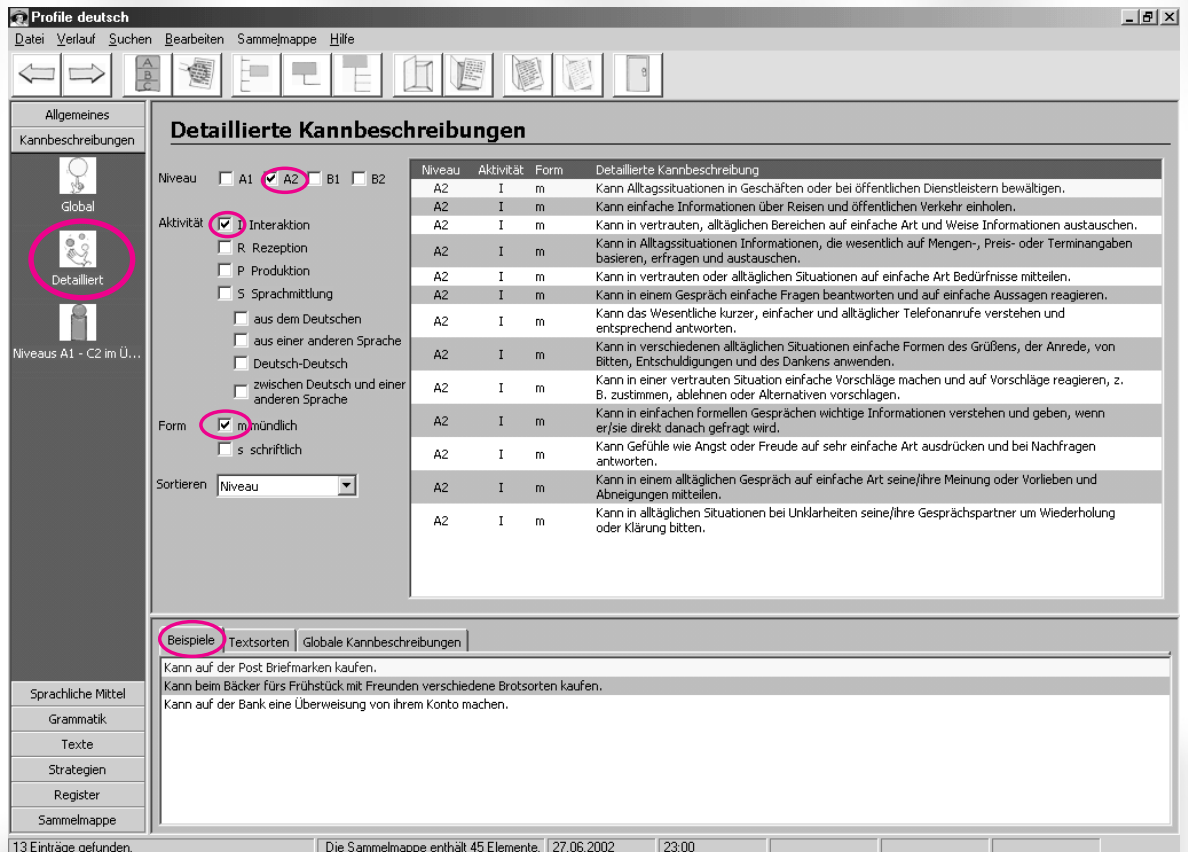 Profile deutsch
Datei Verlauf Suchen Bearbeiten Sammelmappe Hilfe
A
B
C
Allgemeines
Kannbeschreibungen
Global
Detailliert
Niveaus A1 - C2 im Ü...
Sprachliche Mittel
Grammatik
Texte
Strategien
Register
Sammelmappe
Detaillierte Kannbeschreibungen
Niveau A1 A2 B1 B2
Aktivität I Interaktion
R Rezeption
P Produktion
S Sprachmittlung
aus dem Deutschen
aus einer anderen Sprache
Deutsch-Deutsch
zwischen Deutsch und einer
anderen Sprache
Form m mündlich
s schriftlich
Sortieren Niveau
Niveau Aktivität Form Detaillierte Kannbeschreibung
A2 I m Kann Alltagssituationen in Geschäften oder bei öffentlichen Dienstleistern bewältigen.
A2 I m Kann einfache Informationen über Reisen und öffentlichen Verkehr einholen.
A2 I m Kann in vertrauten, alltäglichen Bereichen auf einfache Art und Weise Informationen austauschen.
A2 I m Kann in Alltagssituationen Informationen, die wesentlich auf Mengen-, Preis- oder Terminangaben
basieren, erfragen und austauschen.
A2 I m Kann in vertrauten oder alltäglichen Situationen auf einfache Art Bedürfnisse mitteilen.
A2 I m Kann in einem Gespräch einfache Fragen beantworten und auf einfache Aussagen reagieren.
A2 I m Kann das Wesentliche kurzer, einfacher und alltäglicher Telefonanrufe verstehen und
entsprechend antworten.
A2 I m Kann in verschiedenen alltäglichen Situationen einfache Formen des Grüßens, der Anrede, von
Bitten, Entschuldigungen und des Dankens anwenden.
A2 I m Kann in einer vertrauten Situation einfache Vorschläge machen und auf Vorschläge reagieren, z.
B. zustimmen, ablehnen oder Alternativen vorschlagen.
A2 I m Kann in einfachen formellen Gesprächen wichtige Informationen verstehen und geben, wenn
er/sie direkt danach gefragt wird.
A2 I m Kann Gefühle wie Angst oder Freude auf sehr einfache Art ausdrücken und bei Nachfragen
antworten.
A2 I m Kann in einem alltäglichen Gespräch auf einfache Art seine/ihre Meinung oder Vorlieben und
Abneigungen mitteilen.
A2 I m Kann in alltäglichen Situationen bei Unklarheiten seine/ihre Gesprächspartner um Wiederholung
oder Klärung bitten.
Beispiele Textsorten Globale Kannbeschreibungen
Kann auf der Post Briefmarken kaufen.
Kann beim Bäcker fürs Frühstück mit Freunden verschiedene Brotsorten kaufen.
Kann auf der Bank eine Überweisung von ihrem Konto machen.
13 Einträge gefunden. Die Sammelmappe enthält 45 Elemente. 27.06.2002 23:00